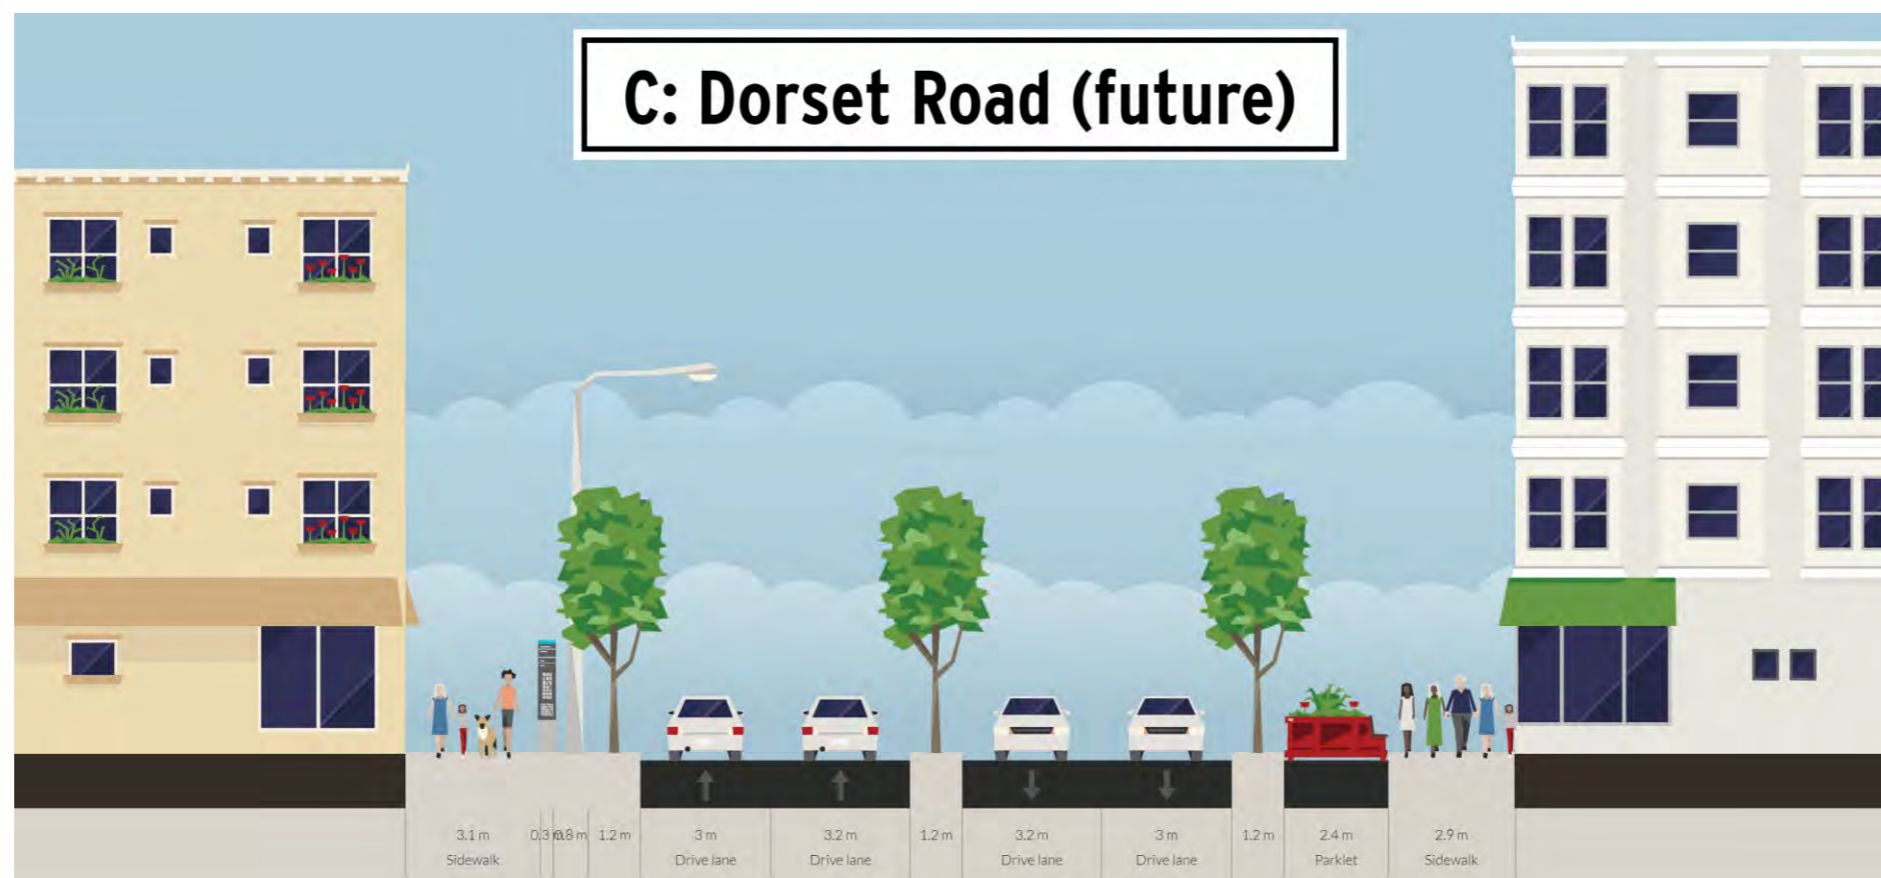 C: Dorset Road (future)
3.1 m
Sidewalk
0.3
0.8 m
1.2 m
3 m
Drive lane
3.2 m
Drive lane
1.2 m
3.2 m
Drive lane
3 m
Drive lane
1.2 m
2.4 m
Parklet
2.9 m
Sidewalk